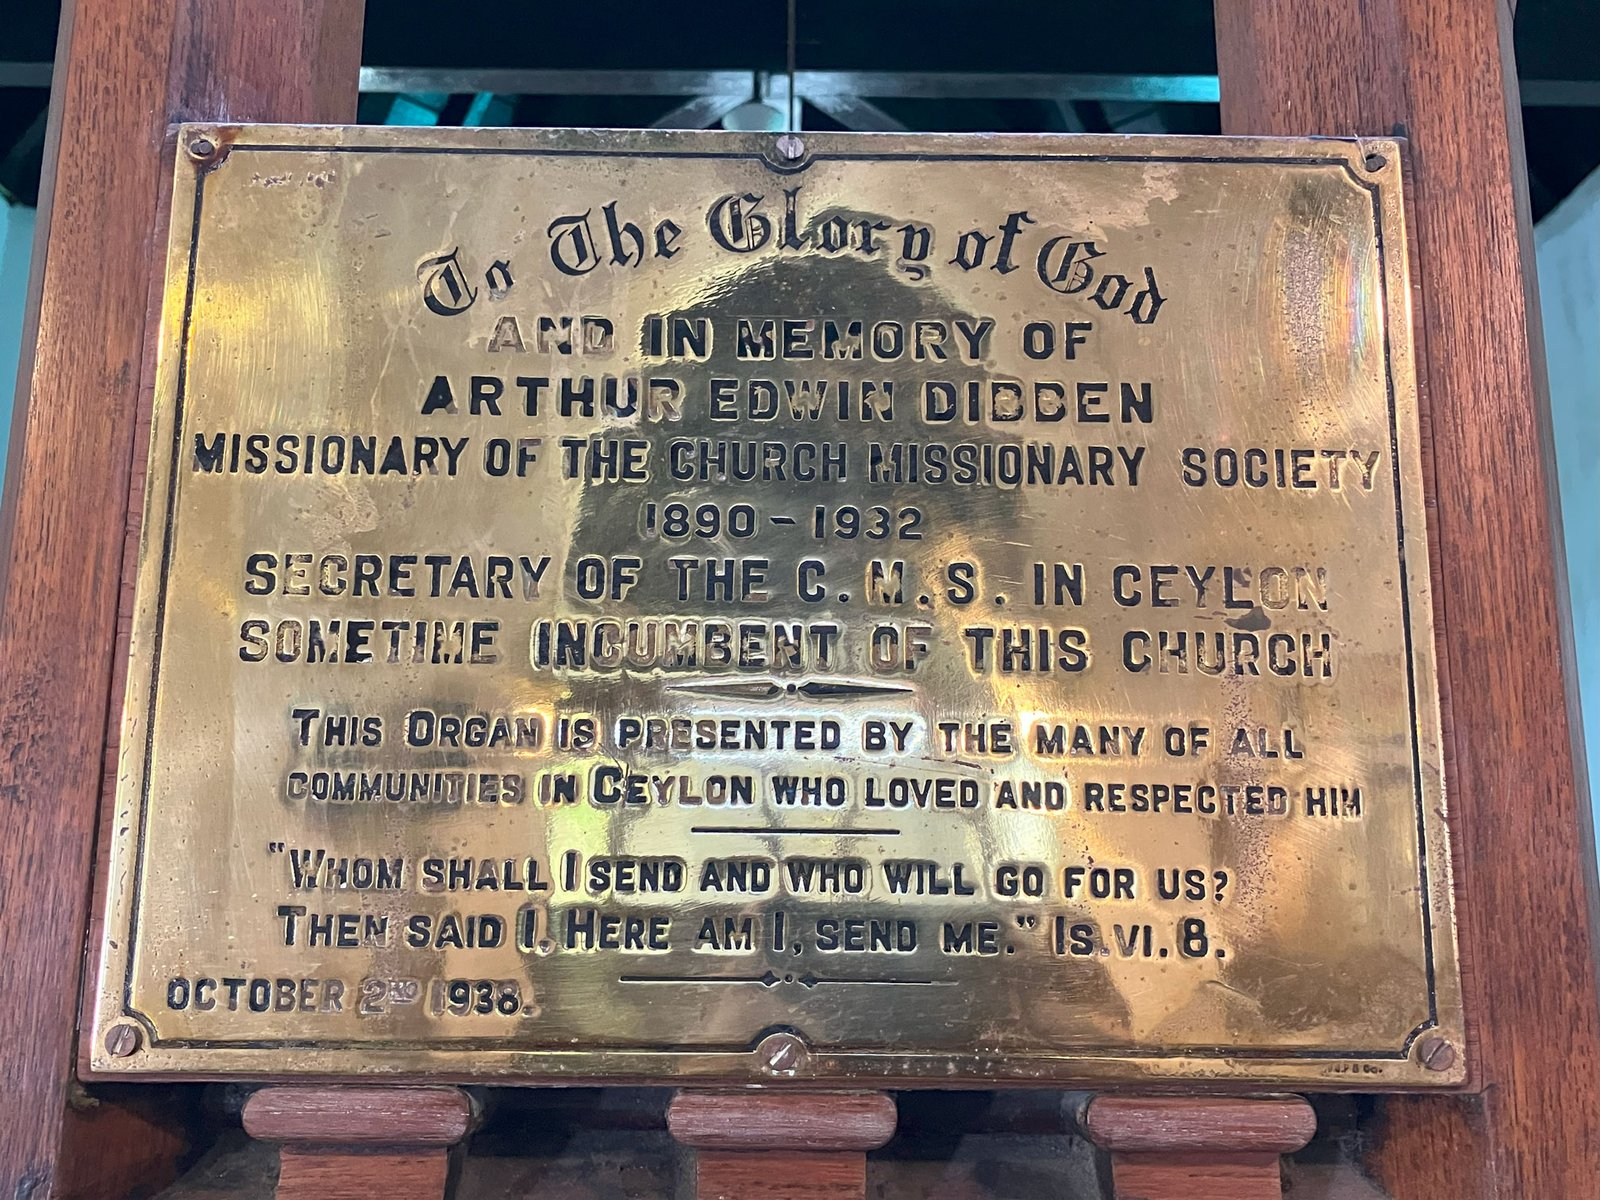 To The Glory of God
AND IN MEMORY OF
ARTHUR EDWIN DIBBEN
MISSIONARY OF THE CHURCH MISSIONARY SOCIETY
1890 - 1932
SECRETARY OF THE C.M.S. IN CEYLON
SOMETIME INCUMBENT OF THIS CHURCH
THIS ORGAN IS PRESENTED BY THE MANY OF ALL
COMMUNITIES IN CEYLON WHO LOVED AND RESPECTED HIM
"WHOM SHALL I SEND AND WHO WILL GO FOR US?
THEN SAID I, HERE AM I, SEND ME." IS.VI.8.
OCTOBER 2ND 1938.